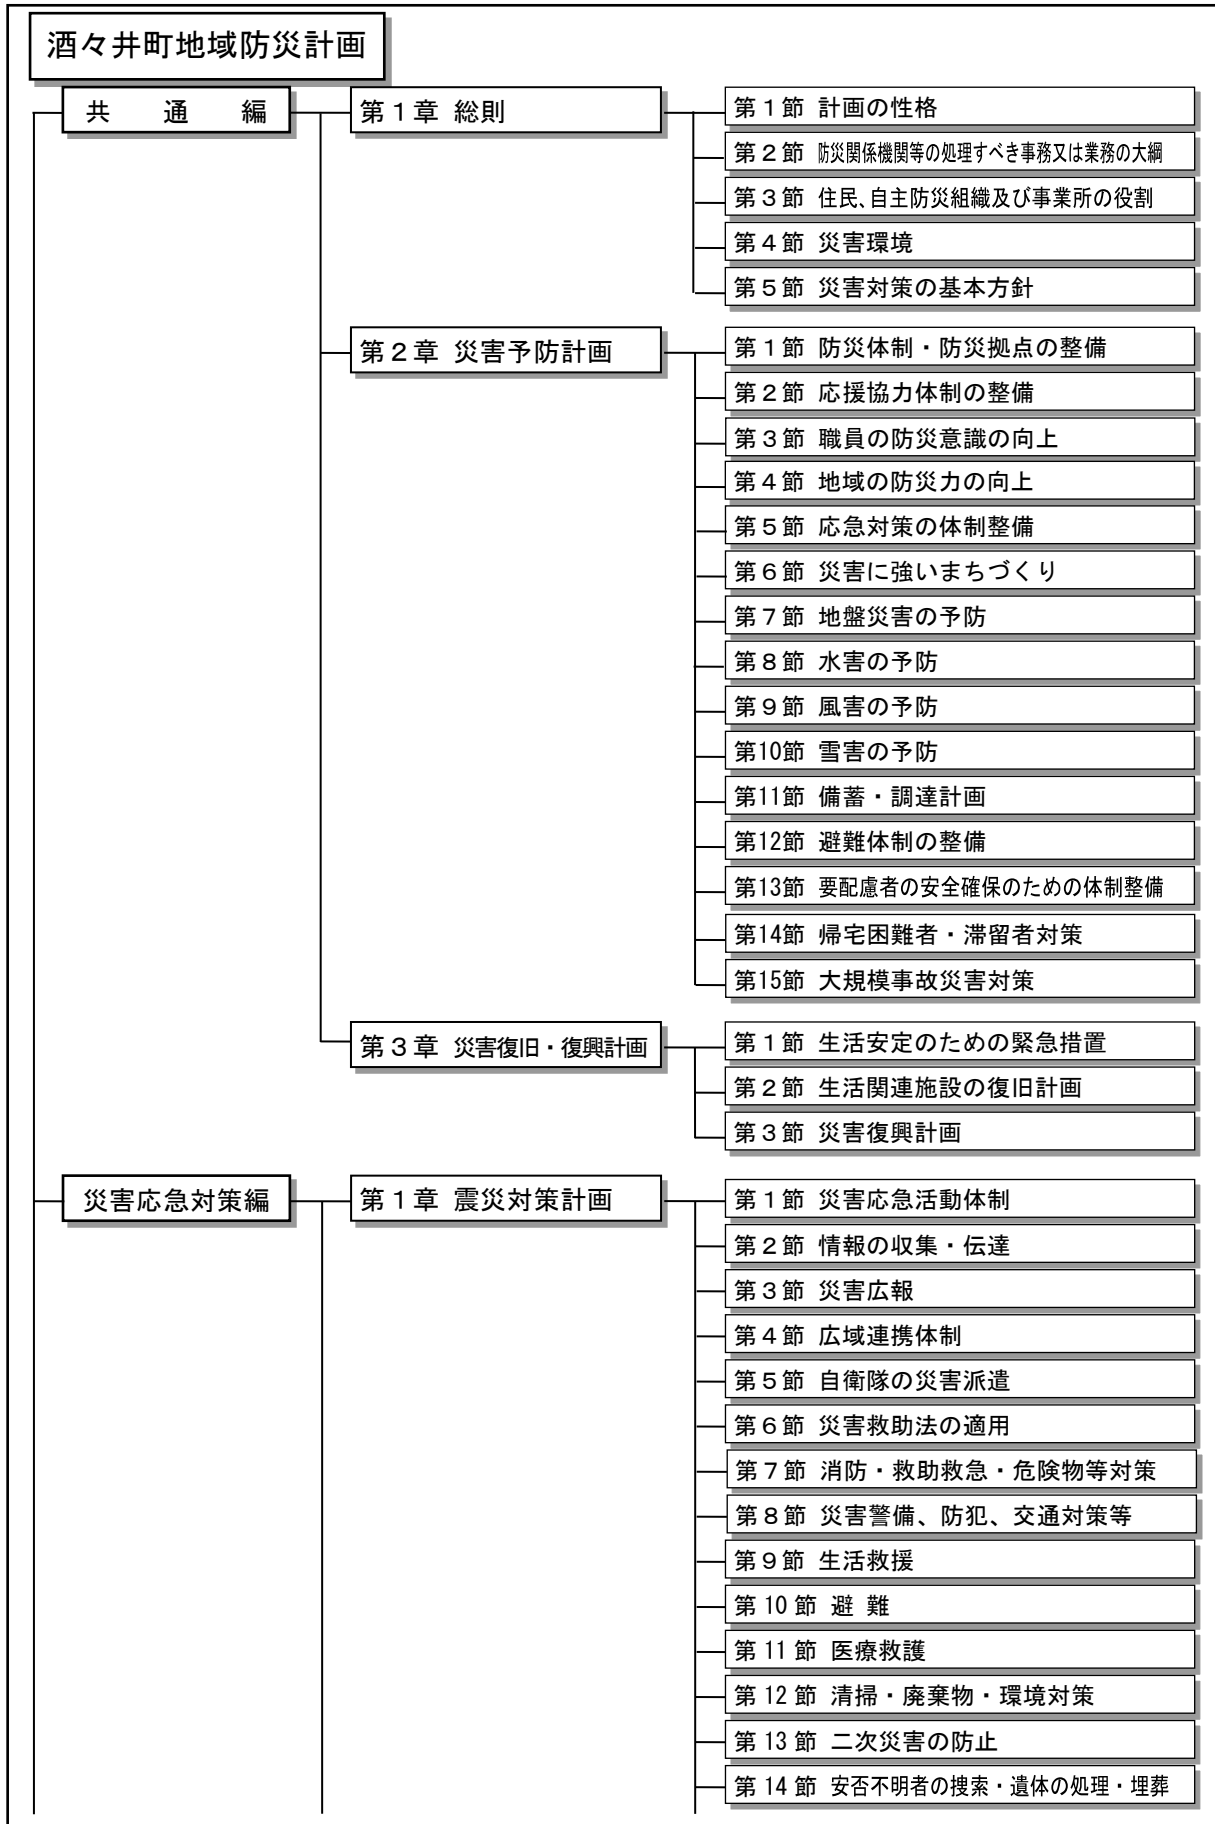 酒々井町地域防災計画
共　通　編
第１章 総則
第１節 計画の性格
第２節 防災関係機関等の処理すべき事務又は業務の大綱
第３節 住民、自主防災組織及び事業所の役割
第４節 災害環境
第５節 災害対策の基本方針
第２章 災害予防計画
第１節 防災体制・防災拠点の整備
第２節 応援協力体制の整備
第３節 職員の防災意識の向上
第４節 地域の防災力の向上
第５節 応急対策の体制整備
第６節 災害に強いまちづくり
第７節 地盤災害の予防
第８節 水害の予防
第９節 風害の予防
第10節 雪害の予防
第11節 備蓄・調達計画
第12節 避難体制の整備
第13節 要配慮者の安全確保のための体制整備
第14節 帰宅困難者・滞留者対策
第15節 大規模事故災害対策
第３章 災害復旧・復興計画
第１節 生活安定のための緊急措置
第２節 生活関連施設の復旧計画
第３節 災害復興計画
災害応急対策編
第１章 震災対策計画
第１節 災害応急活動体制
第２節 情報の収集・伝達
第３節 災害広報
第４節 広域連携体制
第５節 自衛隊の災害派遣
第６節 災害救助法の適用
第７節 消防・救助救急・危険物等対策
第８節 災害警備、防犯、交通対策等
第９節 生活救援
第10節 避 難
第11節 医療救護
第12節 清掃・廃棄物・環境対策
第13節 二次災害の防止
第14節 安否不明者の捜索・遺体の処理・埋葬